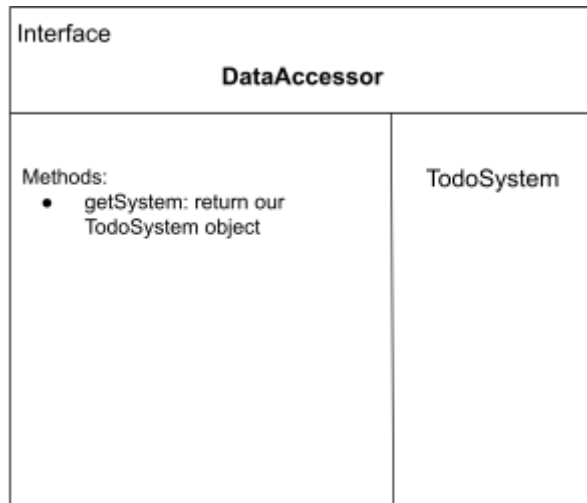 Interface
DataAccessor
Methods:
● getSystem: return our
TodoSystem object
TodoSystem